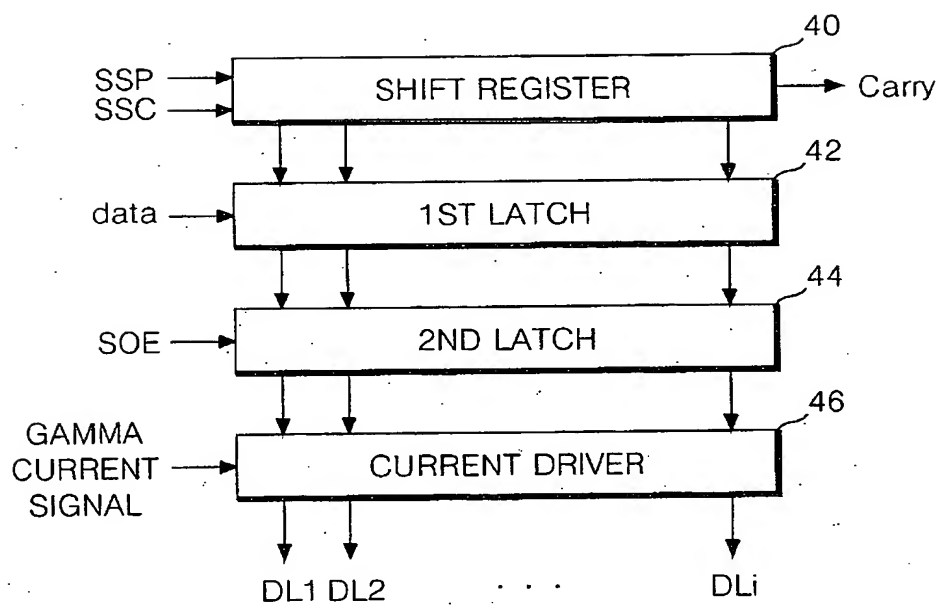 40
SSP
SSC
SHIFT REGISTER
Carry
42
data
1ST LATCH
44
SOE
2ND LATCH
46
GAMMA
CURRENT
SIGNAL
CURRENT DRIVER
DL1 DL2 . . . DLi